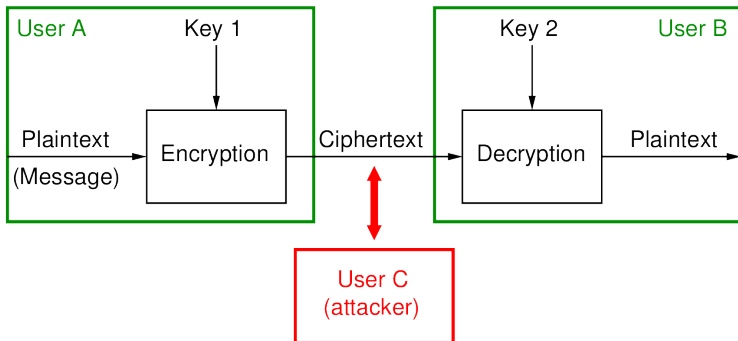 User A
Key 1
Key 2
User B
Plaintext
(Message)
Encryption
Ciphertext
Decryption
Plaintext
User C
(attacker)